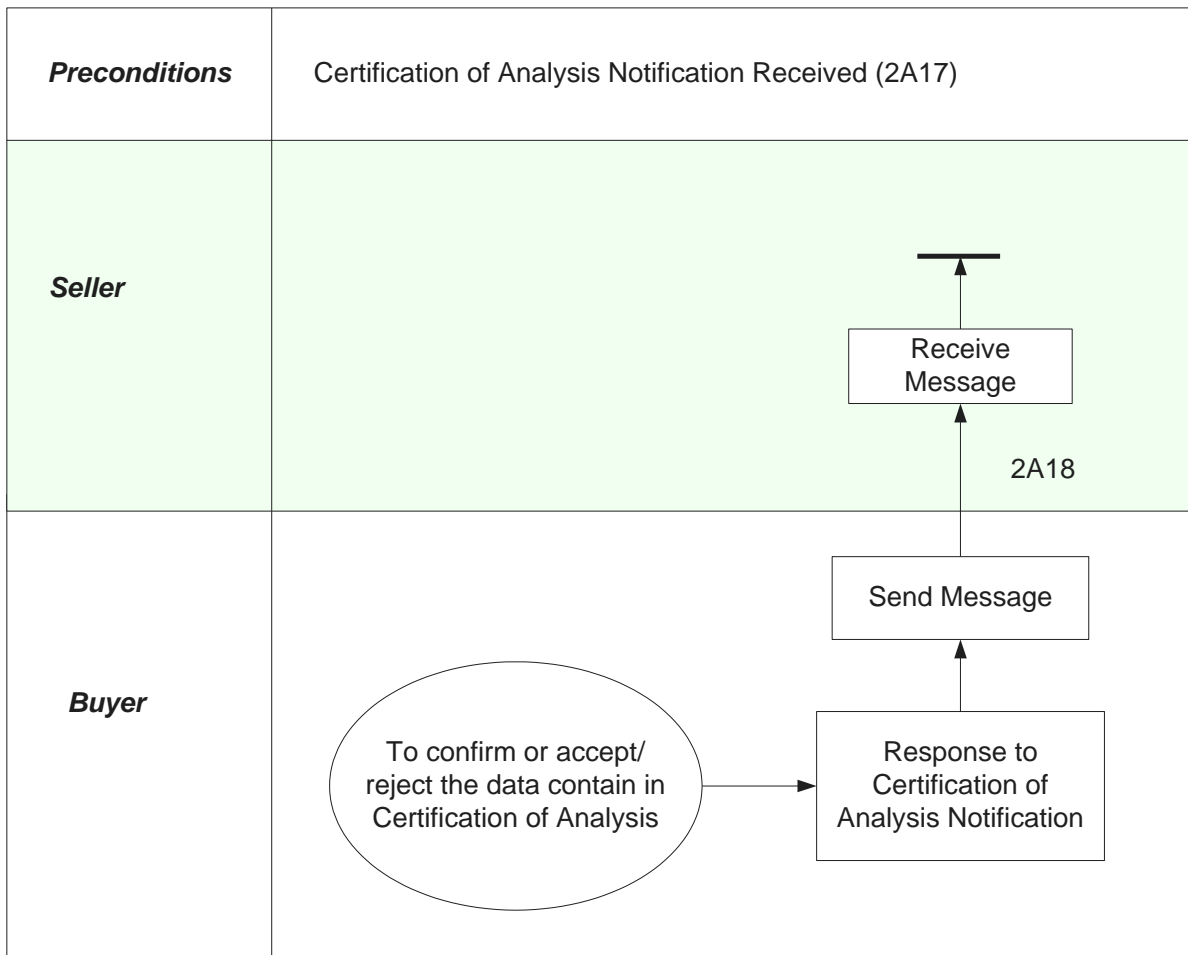 Preconditions
Certification of Analysis Notification Received (2A17)
Seller
Receive
Message
2A18
Send Message
Buyer
To confirm or accept/
reject the data contain in
Certification of Analysis
Response to
Certification of
Analysis Notification